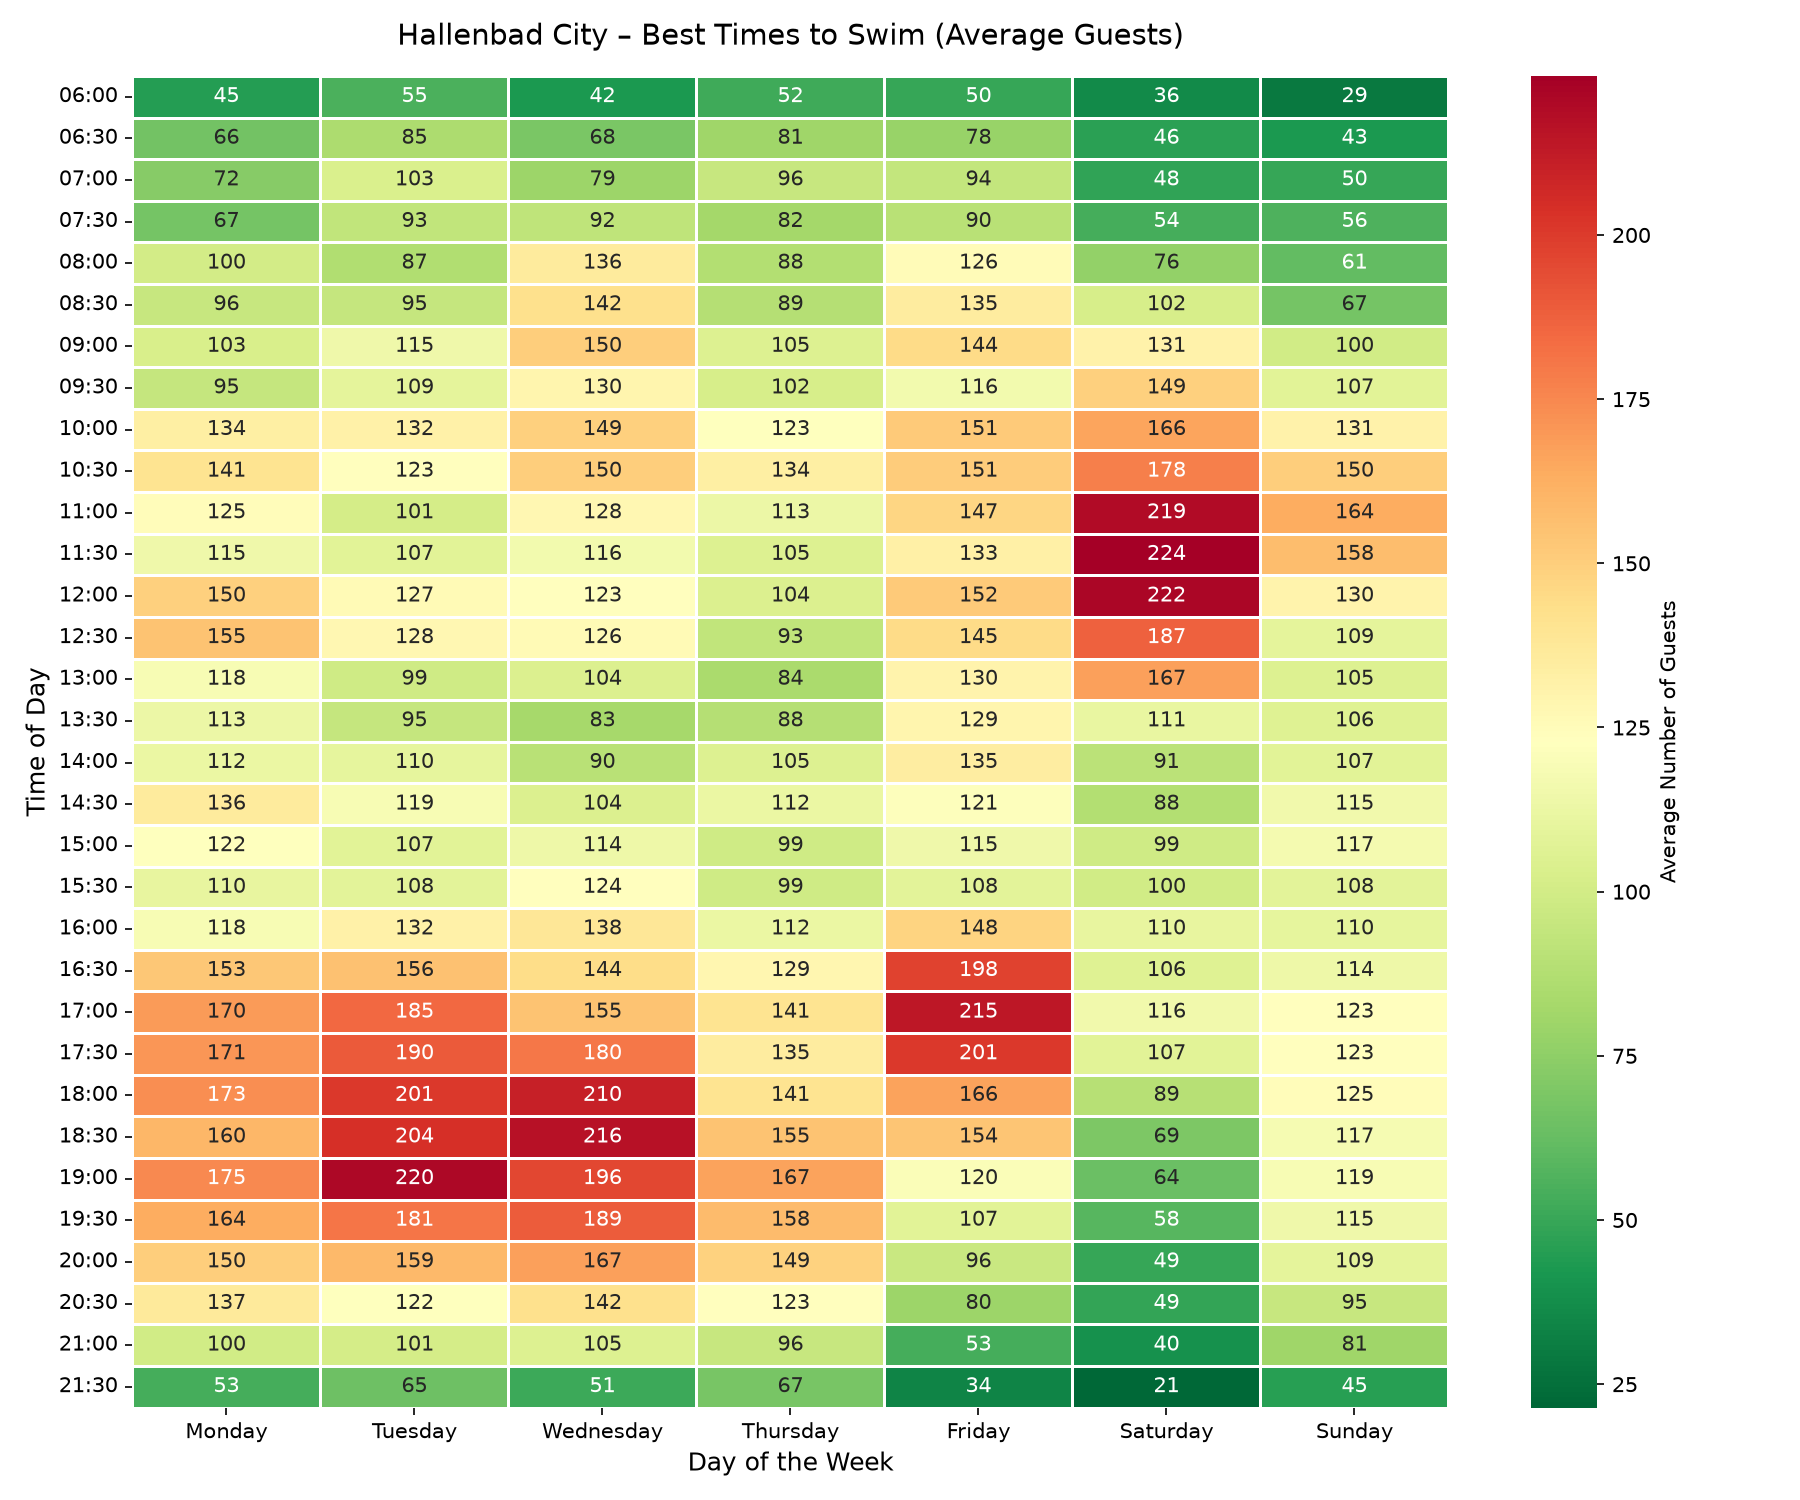 Hallenbad City – Best Times to Swim (Average Guests)
06:00 45 55 42 52 50 36 29
06:30 66 85 68 81 78 46 43
07:00 72 103 79 96 94 48 50
07:30 67 93 92 82 90 54 56
08:00 100 87 136 88 126 76 61
08:30 96 95 142 89 135 102 67
09:00 103 115 150 105 144 131 100
09:30 95 109 130 102 116 149 107
10:00 134 132 149 123 151 166 131
10:30 141 123 150 134 151 178 150
11:00 125 101 128 113 147 219 164
11:30 115 107 116 105 133 224 158
12:00 150 127 123 104 152 222 130
12:30 155 128 126 93 145 187 109
13:00 118 99 104 84 130 167 105
13:30 113 95 83 88 129 111 106
14:00 112 110 90 105 135 91 107
14:30 136 119 104 112 121 88 115
15:00 122 107 114 99 115 99 117
15:30 110 108 124 99 108 100 108
16:00 118 132 138 112 148 110 110
16:30 153 156 144 129 198 106 114
17:00 170 185 155 141 215 116 123
17:30 171 190 180 135 201 107 123
18:00 173 201 210 141 166 89 125
18:30 160 204 216 155 154 69 117
19:00 175 220 196 167 120 64 119
19:30 164 181 189 158 107 58 115
20:00 150 159 167 149 96 49 109
20:30 137 122 142 123 80 49 95
21:00 100 101 105 96 53 40 81
21:30 53 65 51 67 34 21 45
Monday Tuesday Wednesday Thursday Friday Saturday Sunday
Day of the Week
Time of Day
200
175
150
125
100
75
50
25
Average Number of Guests